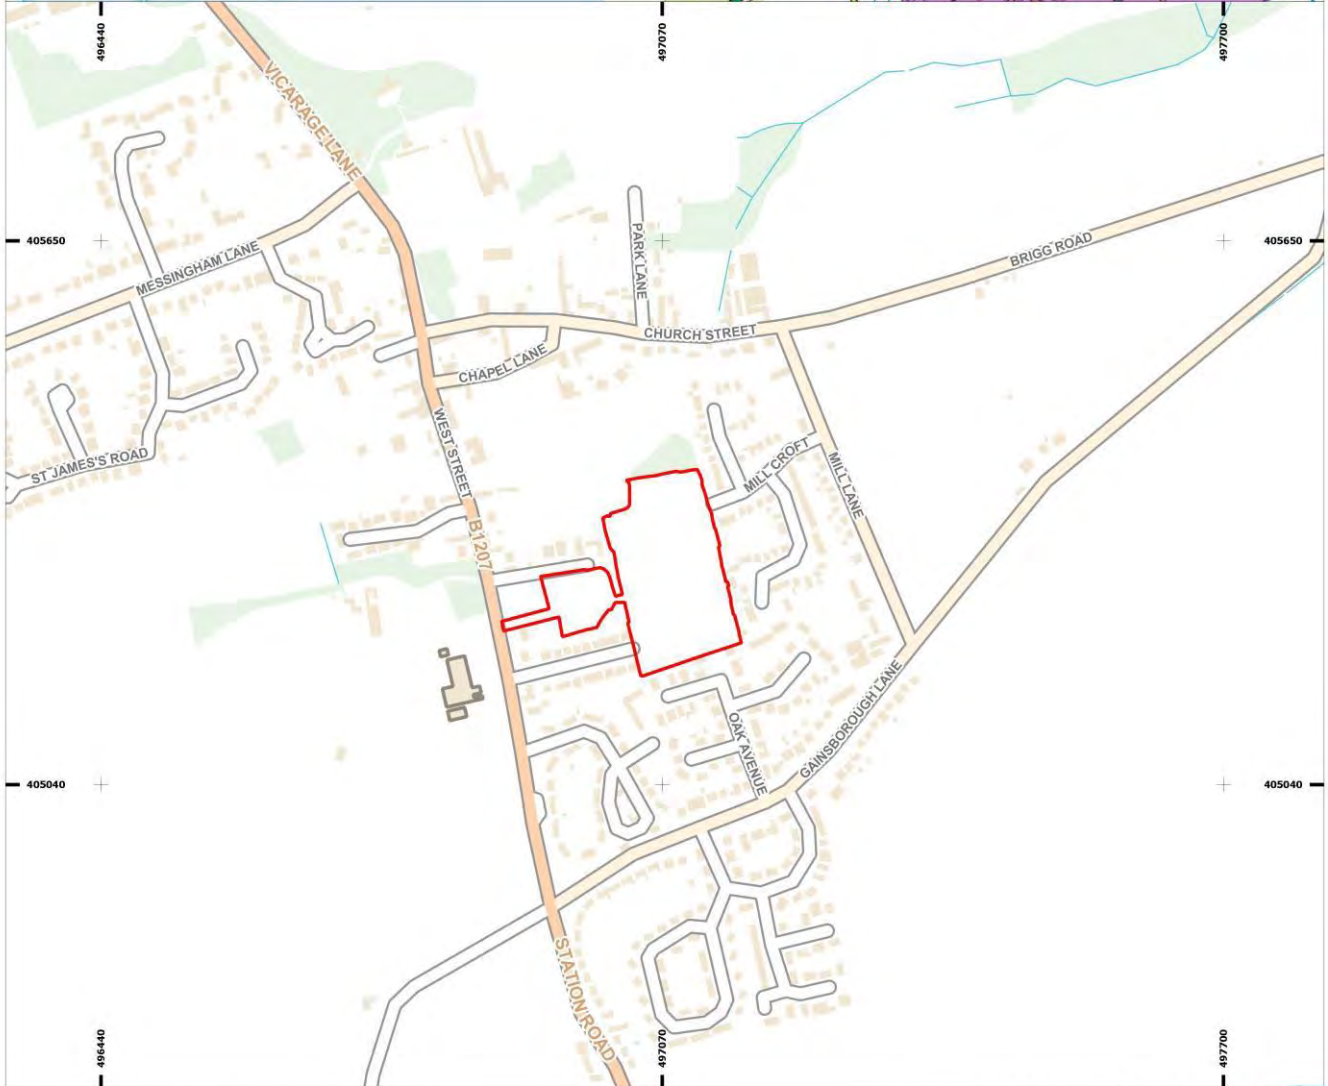 496440
497070
497700
VICARAGE LANE
405650
405650
PARK LANE
BRIGG ROAD
MESSINGHAM LANE
CHURCH STREET
CHAPEL LANE
WEST STREET
MILL CROFT
ST JAMES'S ROAD
MILL LANE
B1207
GAINSBOROUGH LANE
OAK AVENUE
405040
405040
STATION ROAD
496440
497070
497700